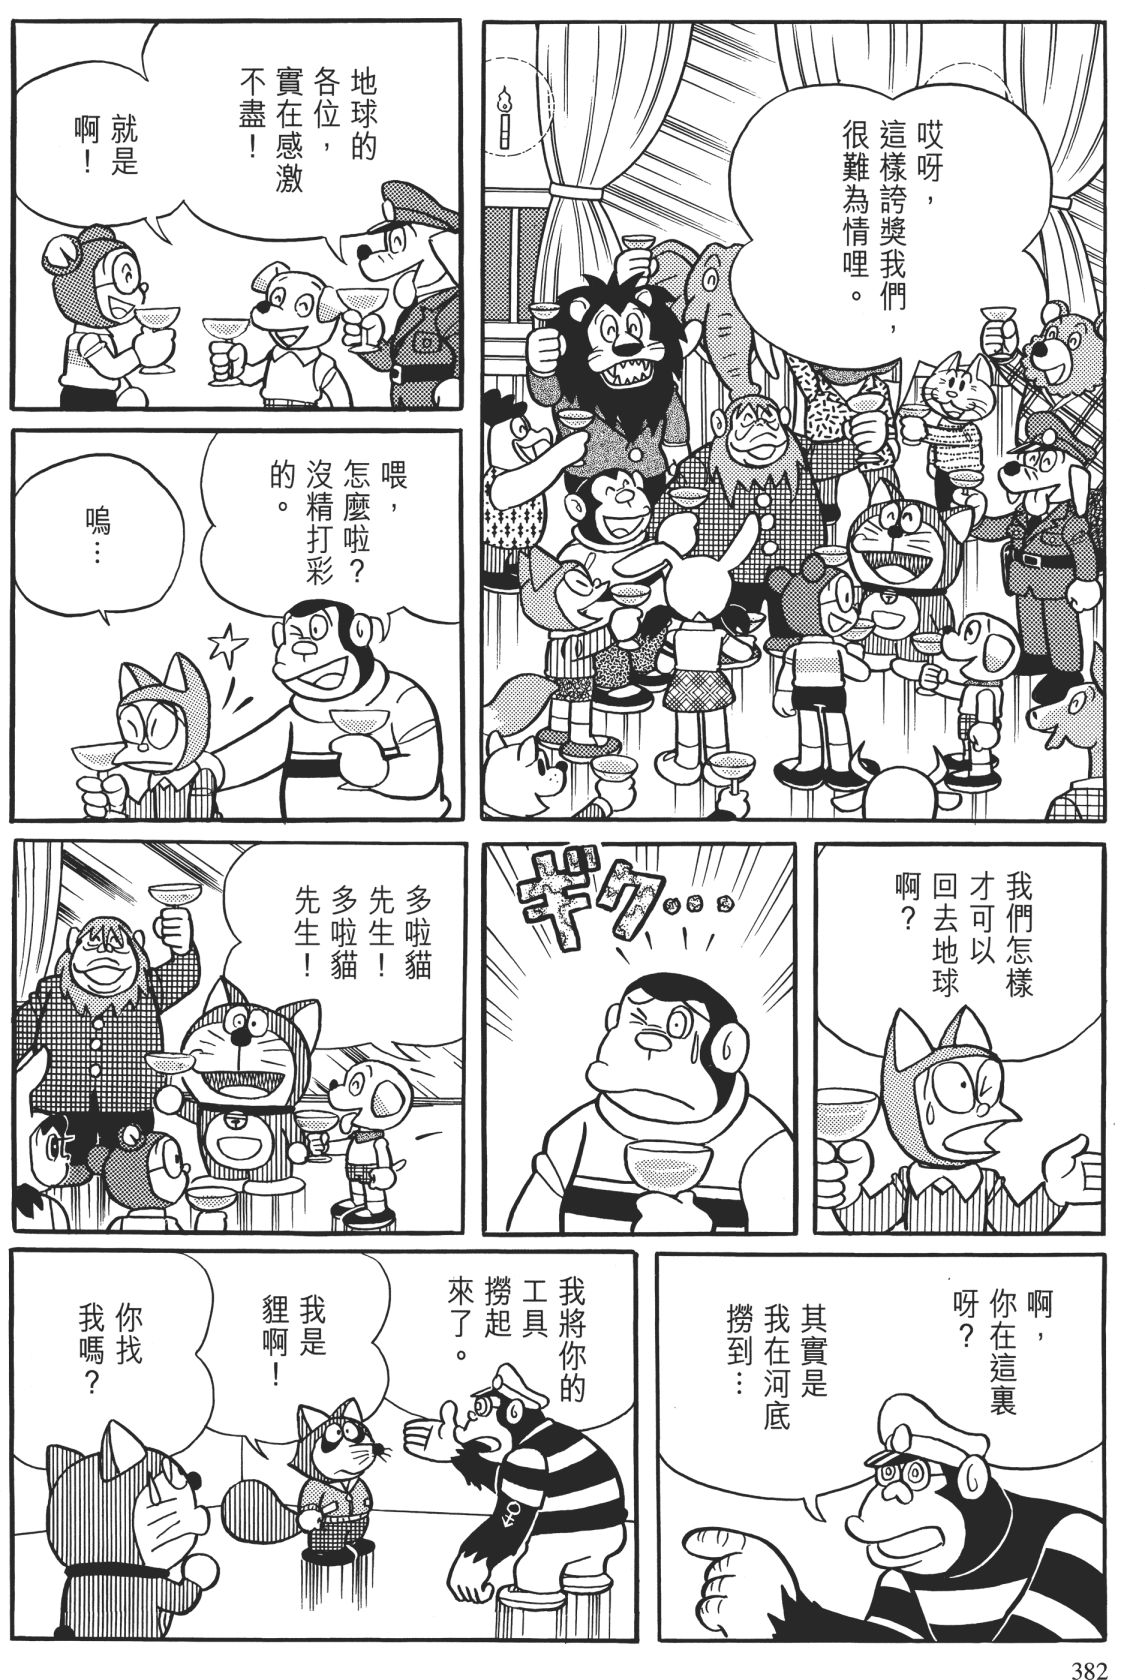 哎呀，
這樣誇獎我們，
很難為情哩。
地球的
各位，
實在感激
不盡！
就是
啊！
喂，
怎麼啦？
沒精打彩
的。
嗚…
我們怎樣
才可以
回去地球
啊？
ギク…
多啦貓
先生！
多啦貓
先生！
啊，
你在這裏
呀？
其實是
我在河底
撈到…
我將你的
工具
撈起
來了。
我是
貍啊！
你找
我嗎？
382